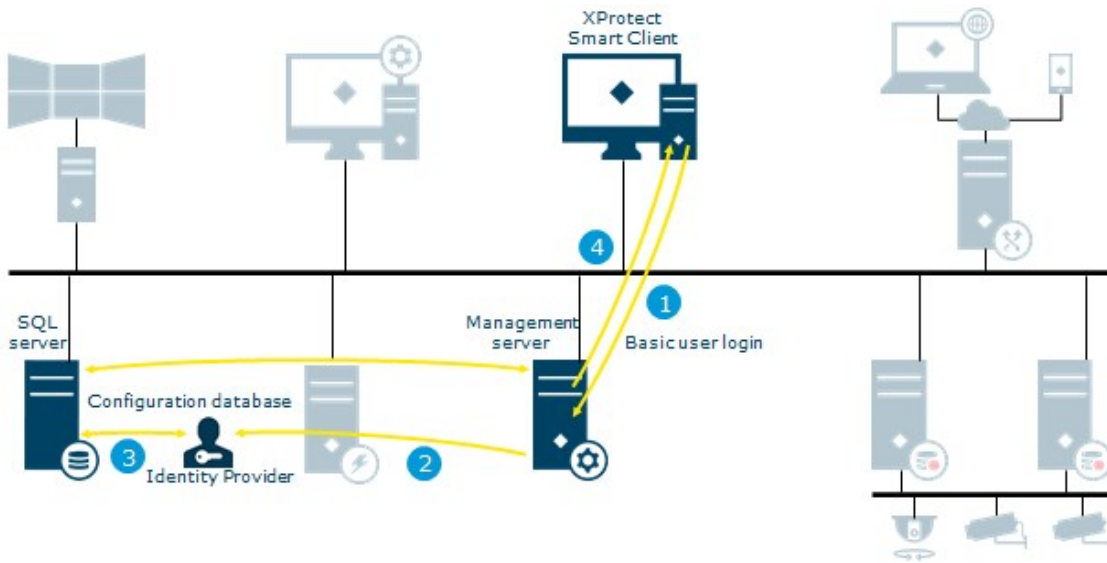 XProtect
Smart Client
4
1
SQL
server
Management
server
Basic user login
Configuration database
3
2
Identity Provider